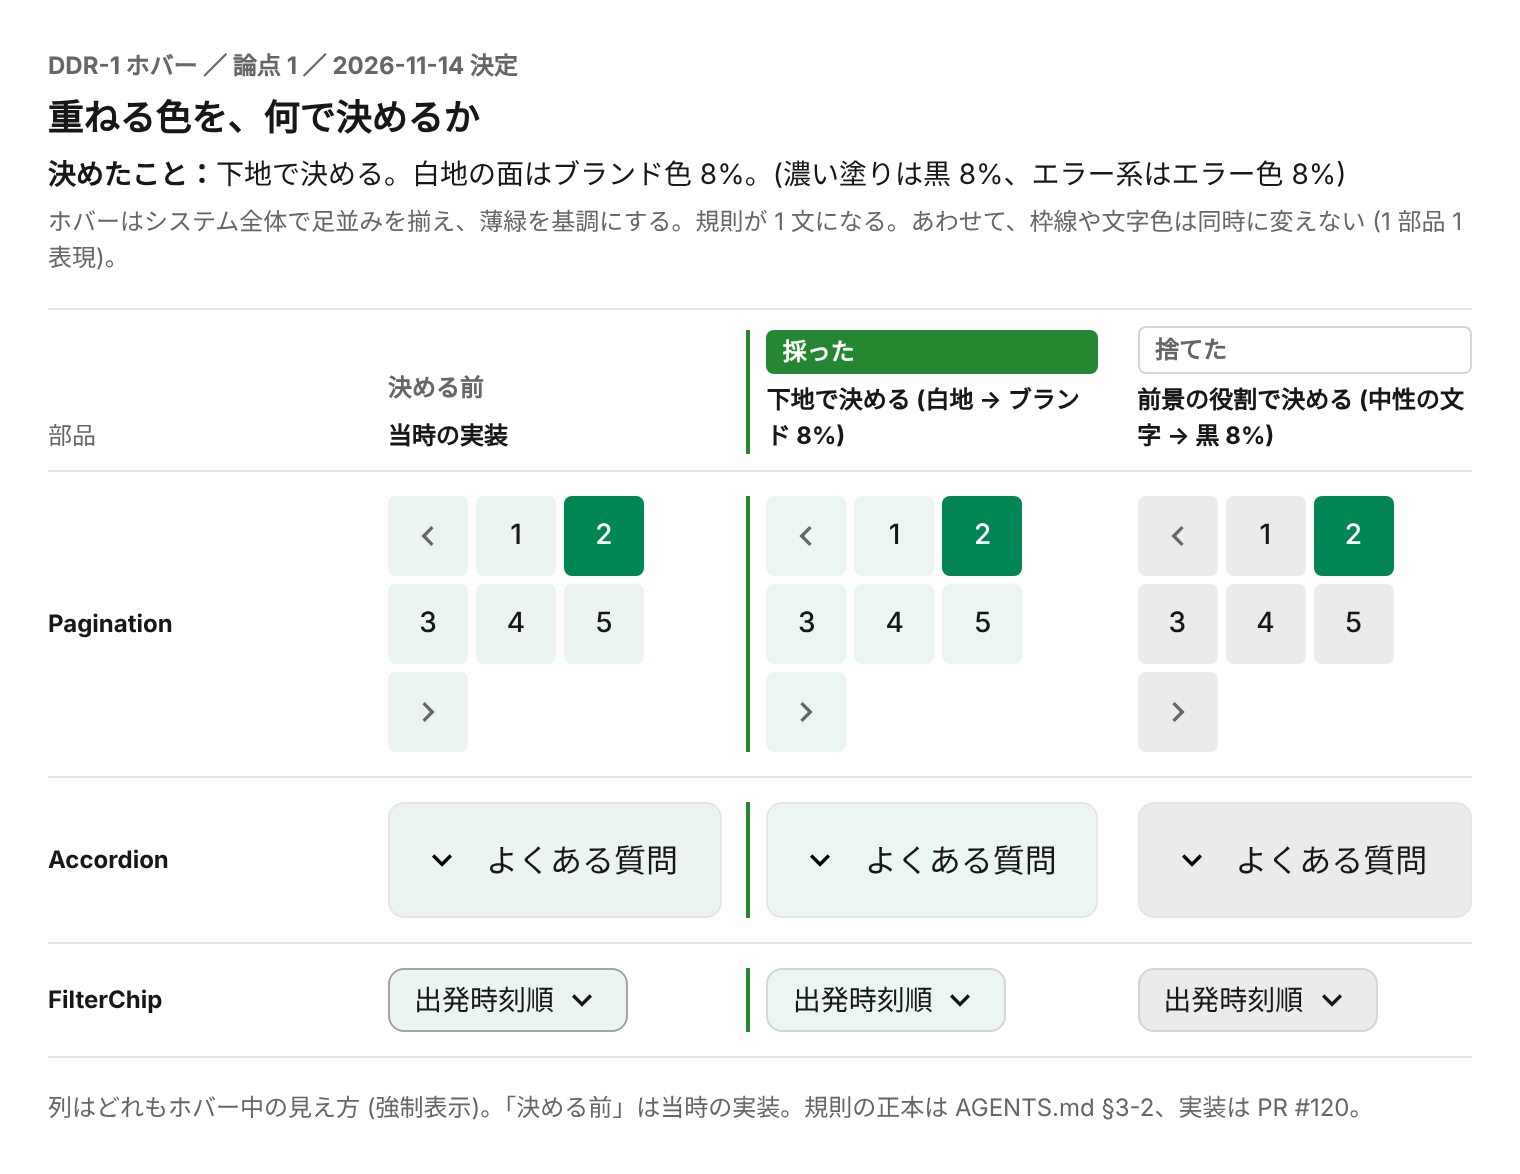 DDR-1 ホバー ／ 論点 1 ／ 2026-11-14 決定
重ねる色を、何で決めるか
決めたこと：下地で決める。白地の面はブランド色 8%。(濃い塗りは黒 8%、エラー系はエラー色 8%)
ホバーはシステム全体で足並みを揃え、薄緑を基調にする。規則が 1 文になる。あわせて、枠線や文字色は同時に変えない (1 部品 1
表現)。
部品
決める前
当時の実装
採った
下地で決める (白地 → ブラン
ド 8%)
捨てた
前景の役割で決める (中性の文
字 → 黒 8%)
Pagination
1 2
3 4 5
1 2
3 4 5
1 2
3 4 5
Accordion
よくある質問
よくある質問
よくある質問
FilterChip
出発時刻順
出発時刻順
出発時刻順
列はどれもホバー中の見え方 (強制表示)。「決める前」は当時の実装。規則の正本は AGENTS.md §3-2、実装は PR #120。